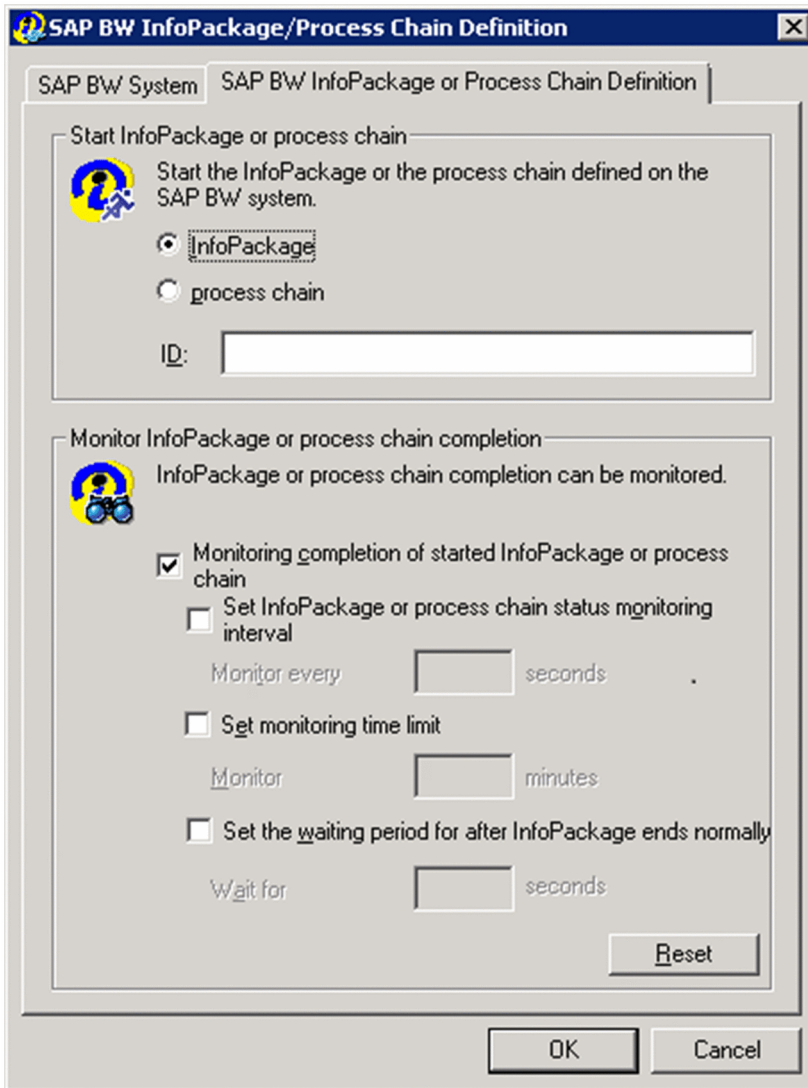 SAP BW InfoPackage/Process Chain Definition
SAP BW System
SAP BW InfoPackage or Process Chain Definition
Start InfoPackage or process chain
Start the InfoPackage or the process chain defined on the
SAP BW system.
InfoPackage
process chain
ID:
Monitor InfoPackage or process chain completion
InfoPackage or process chain completion can be monitored.
Monitoring completion of started InfoPackage or process
chain
Set InfoPackage or process chain status monitoring
interval
Monitor every seconds .
Set monitoring time limit
Monitor minutes
Set the waiting period for after InfoPackage ends normally
Wait for seconds
Reset
OK Cancel